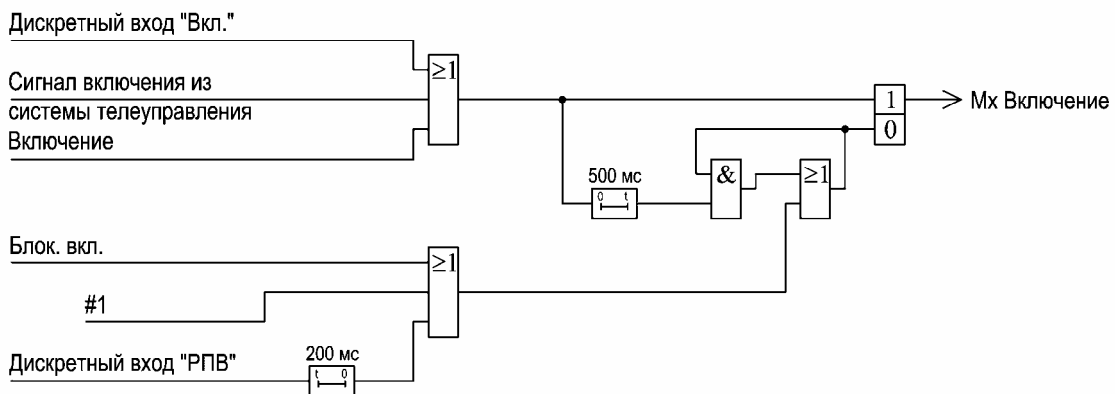 Дискретный вход "Вкл."
Сигнал включения из
системы телеуправления
Включение
≥1
1
0
Мх Включение
500 мс
0 t
&
≥1
Блок. вкл.
≥1
#1
Дискретный вход "РПВ"
200 мс
t 0